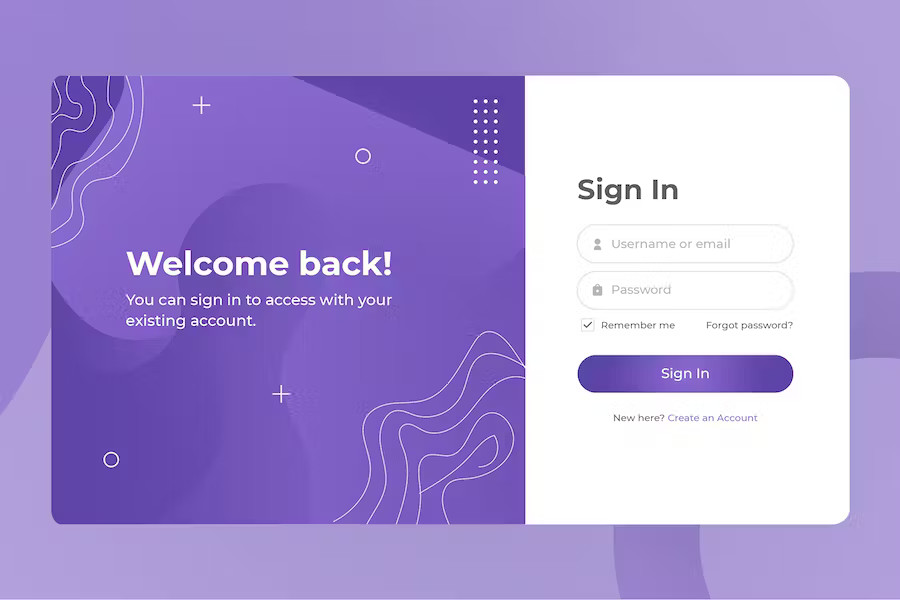 Welcome back!
You can sign in to access with your
existing account.
Sign In
Username or email
Password
Remember me
Forgot password?
Sign In
New here? Create an Account